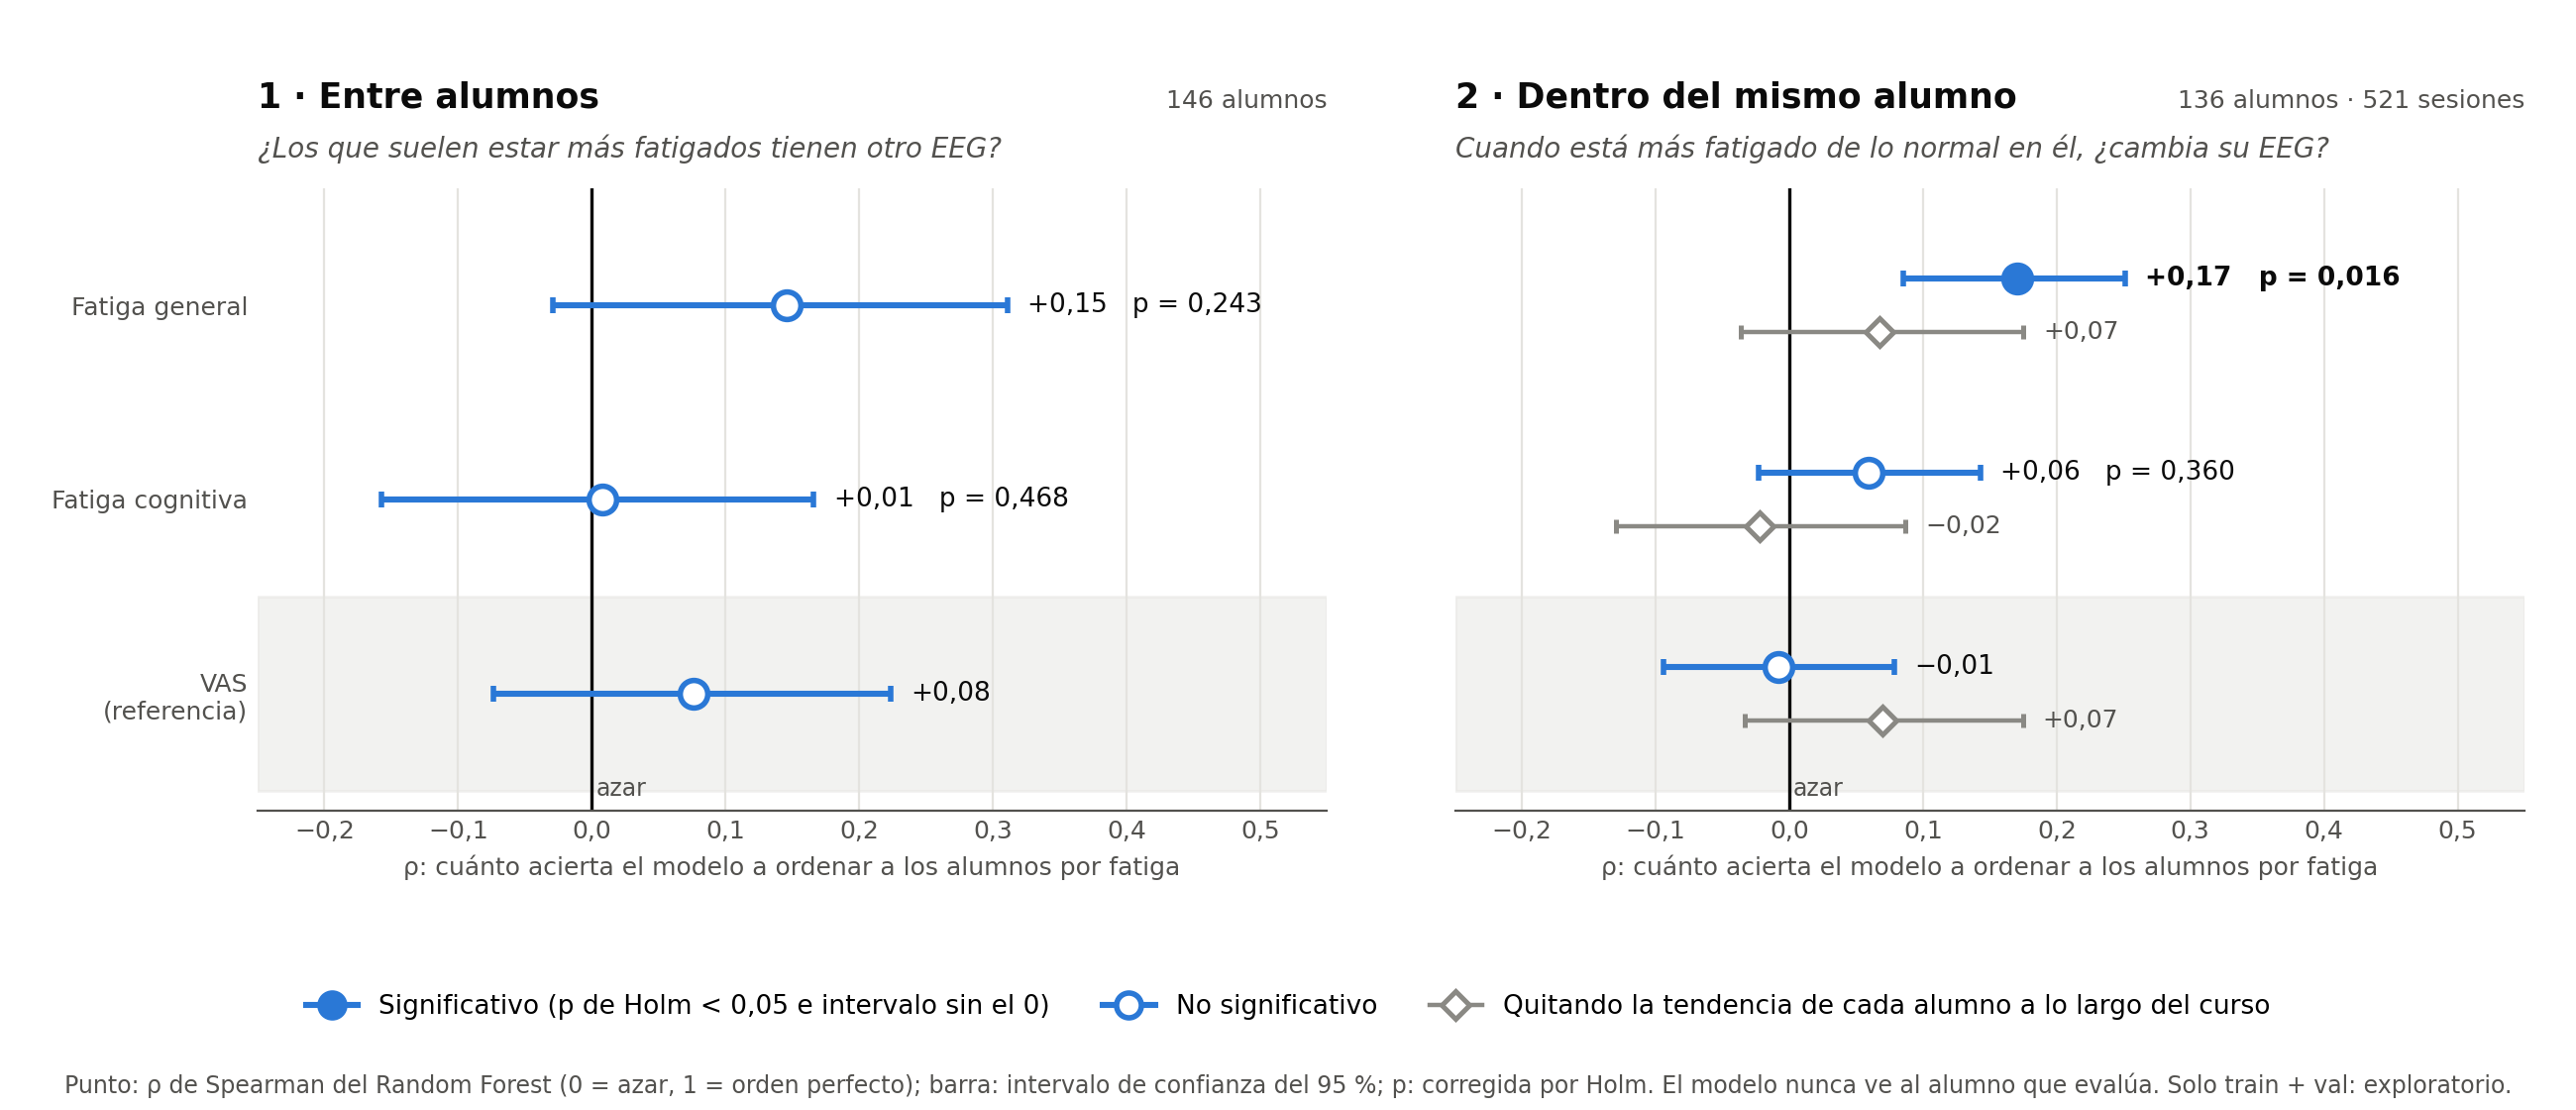 1 · Entre alumnos
146 alumnos
¿Los que suelen estar más fatigados tienen otro EEG?
Fatiga general
+0,15 p = 0,243
Fatiga cognitiva
+0,01 p = 0,468
VAS
(referencia)
+0,08
azar
−0,2 −0,1 0,0 0,1 0,2 0,3 0,4 0,5
ρ: cuánto acierta el modelo a ordenar a los alumnos por fatiga
2 · Dentro del mismo alumno
136 alumnos · 521 sesiones
Cuando está más fatigado de lo normal en él, ¿cambia su EEG?
+0,17 p = 0,016
+0,07
+0,06 p = 0,360
−0,02
−0,01
+0,07
azar
−0,2 −0,1 0,0 0,1 0,2 0,3 0,4 0,5
ρ: cuánto acierta el modelo a ordenar a los alumnos por fatiga
Significativo (p de Holm < 0,05 e intervalo sin el 0)
No significativo
Quitando la tendencia de cada alumno a lo largo del curso
Punto: ρ de Spearman del Random Forest (0 = azar, 1 = orden perfecto); barra: intervalo de confianza del 95 %; p: corregida por Holm. El modelo nunca ve al alumno que evalúa. Solo train + val: exploratorio.